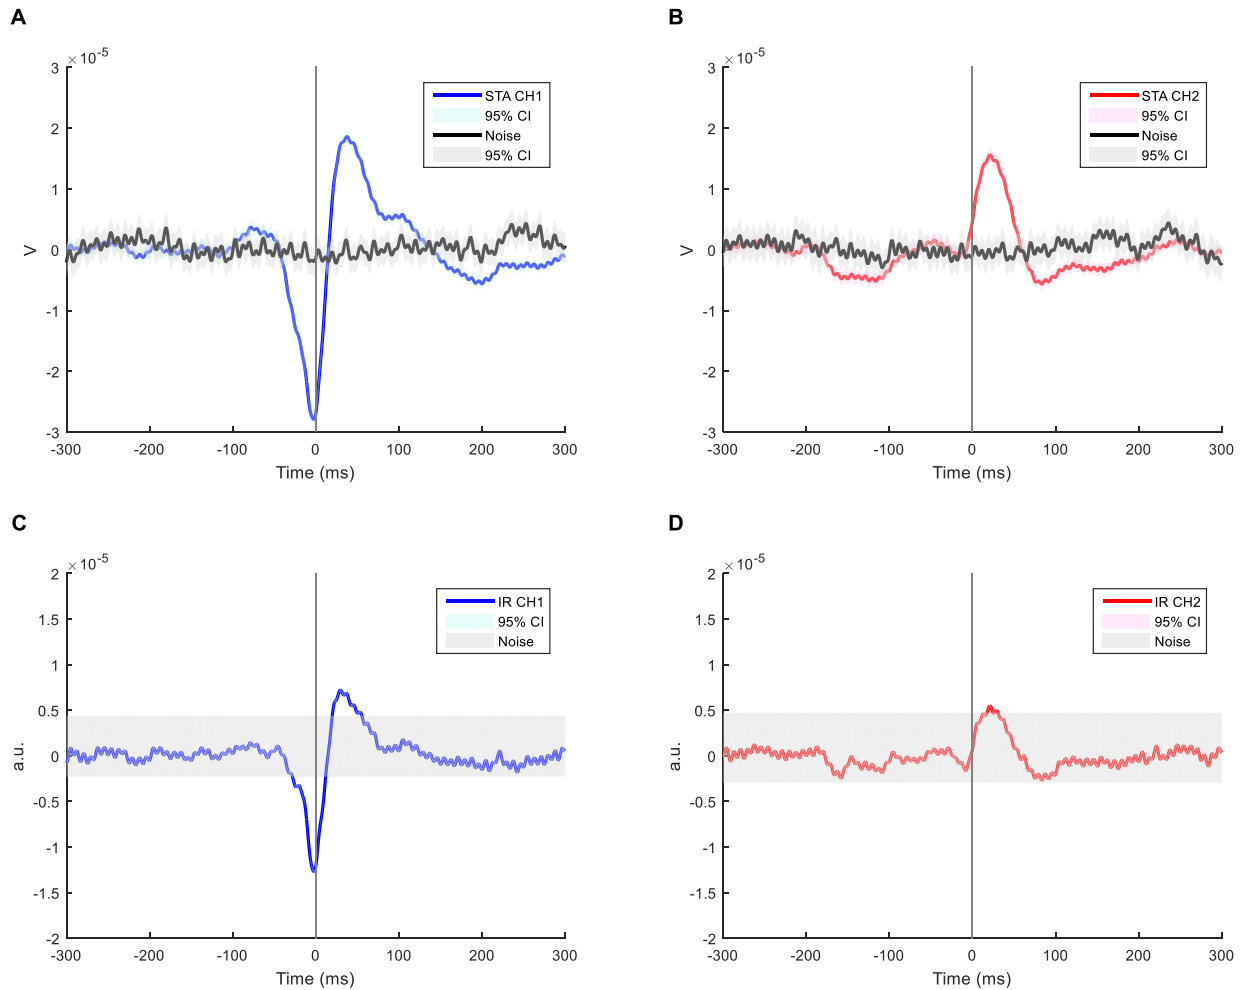 A
×10^-5
3
2
1
0
-1
-2
-3
V
-300
-200
-100
0
100
200
300
Time (ms)
STA CH1
95% CI
Noise
95% CI
B
×10^-5
3
2
1
0
-1
-2
-3
V
-300
-200
-100
0
100
200
300
Time (ms)
STA CH2
95% CI
Noise
95% CI
C
×10^-5
2
1.5
1
0.5
0
-0.5
-1
-1.5
-2
a.u.
-300
-200
-100
0
100
200
300
Time (ms)
IR CH1
95% CI
Noise
D
×10^-5
2
1.5
1
0.5
0
-0.5
-1
-1.5
-2
a.u.
-300
-200
-100
0
100
200
300
Time (ms)
IR CH2
95% CI
Noise